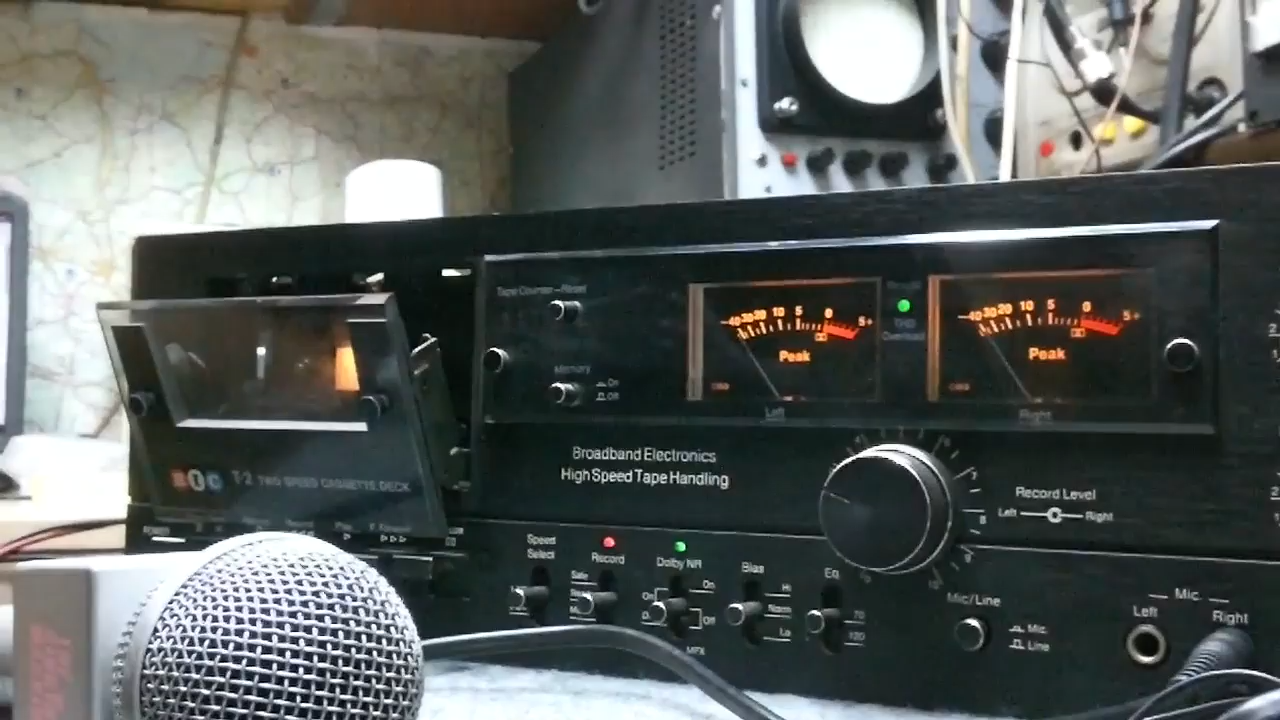 Tape Counter Reset
Memory
On
Off
-40 30 20 10 5 0 5+
Peak
Left
-40 30 20 10 5 0 5+
Peak
Right
Broadband Electronics
High Speed Tape Handling
T-2 TWO SPEED CASSETTE DECK
Record Level
Left
Right
Speed
Select
Record
Safe
Dolby NR
On
Off
MPX
Bias
Hi
Norm
Lo
Eq
70
120
Mic/Line
Mic
Line
Mic
Left
Right